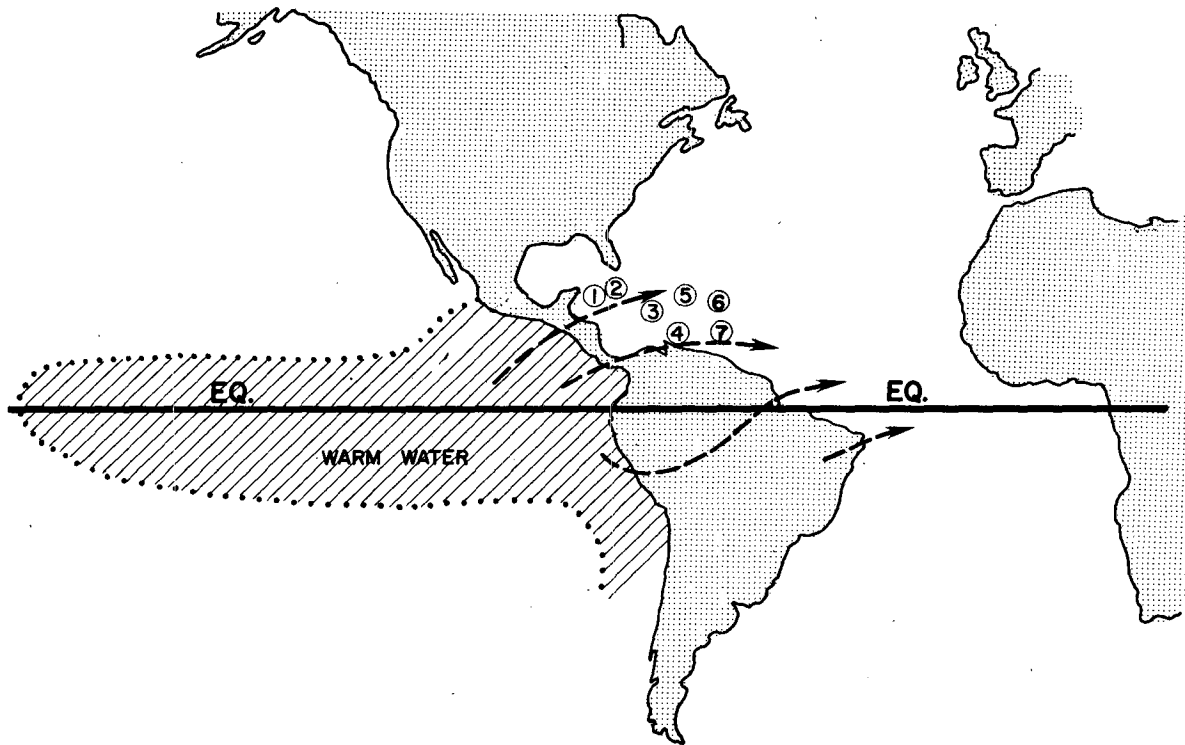 ① ② ⑤ ⑥
③
④ ⑦
EQ. EQ.
WARM WATER